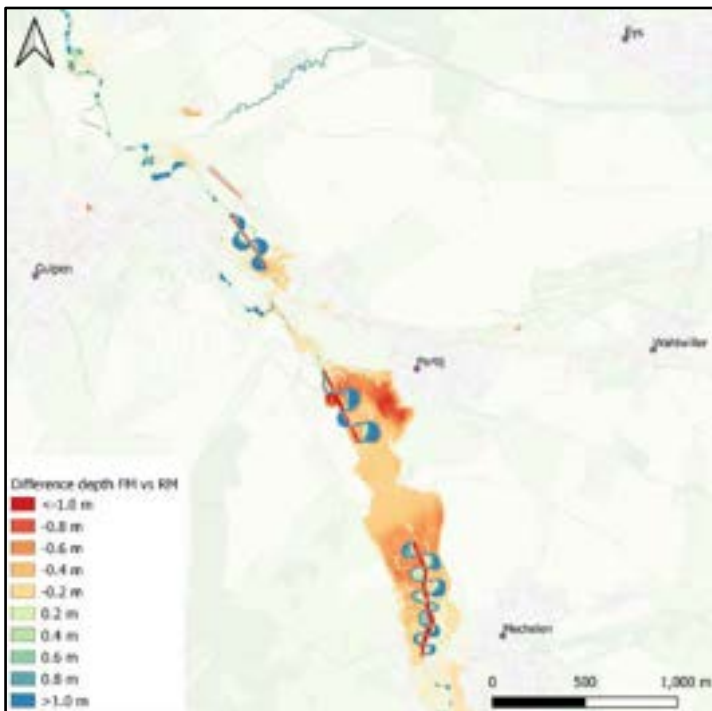 Eys
Gulpen
Partij
Wahlwiller
Mechelen
Difference depth FM vs RM
<-1.0 m
-0.8 m
-0.6 m
-0.4 m
-0.2 m
0.2 m
0.4 m
0.6 m
0.8 m
>1.0 m
0 500 1,000 m